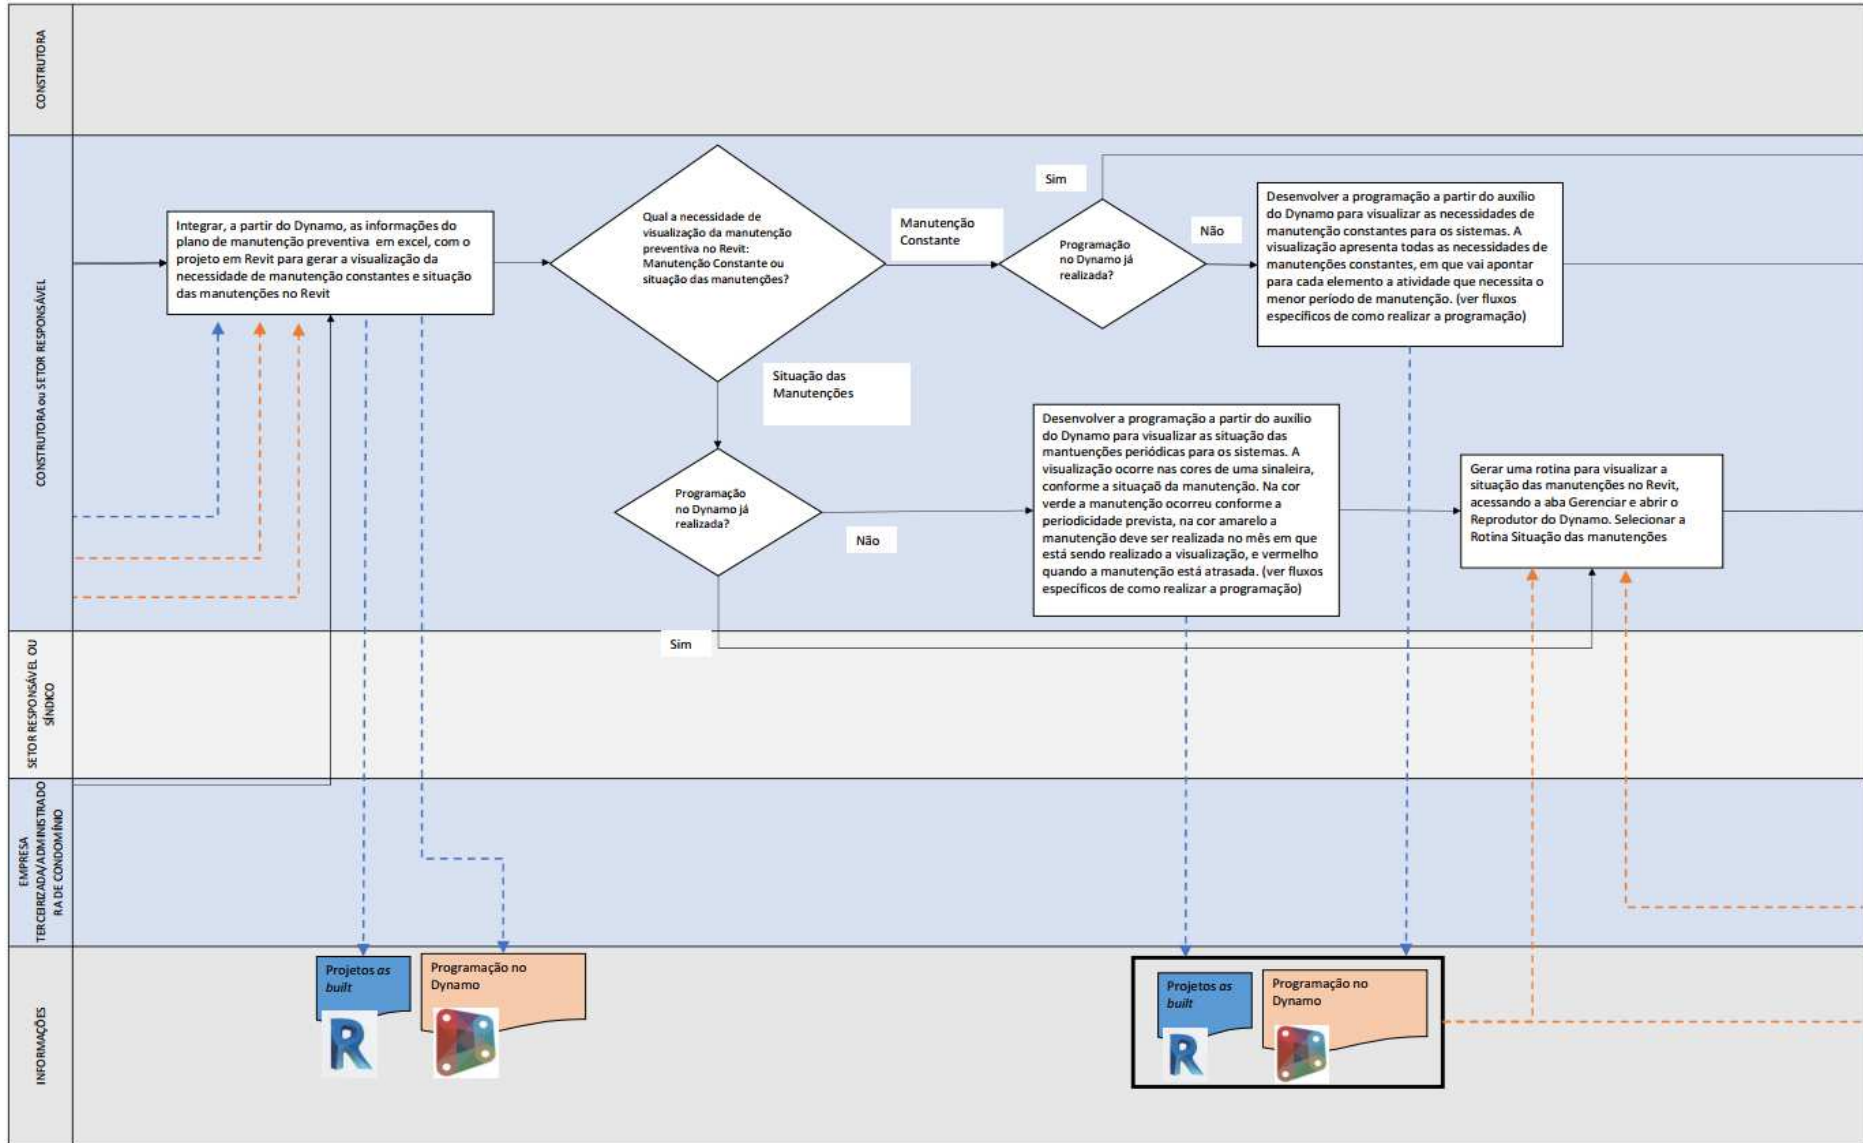 CONSTRUTORA
CONSTRUTORA ou SETOR RESPONSÁVEL
Integrar, a partir do Dynamo, as informações do
plano de manutenção preventiva em excel, com o
projeto em Revit para gerar a visualização da
necessidade de manutenção constantes e situação
das manutenções no Revit
Qual a necessidade de
visualização da manutenção
preventiva no Revit:
Manutenção Constante ou
situação das manutenções?
Manutenção
Constante
Sim
Programação
no Dynamo já
realizada?
Não
Desenvolver a programação a partir do auxílio
do Dynamo para visualizar as necessidades de
manutenção constantes para os sistemas. A
visualização apresenta todas as necessidades de
manutenções constantes, em que vai apontar
para cada elemento a atividade que necessita o
menor período de manutenção. (ver fluxos
específicos de como realizar a programação)
Situação das
Manutenções
Programação
no Dynamo já
realizada?
Não
Sim
Desenvolver a programação a partir do auxílio
do Dynamo para visualizar as situação das
mantuenções periódicas para os sistemas. A
visualização ocorre nas cores de uma sinaleira,
conforme a situaçaõ da manutenção. Na cor
verde a manutenção ocorreu conforme a
periodicidade prevista, na cor amarelo a
manutenção deve ser realizada no mês em que
está sendo realizado a visualização, e vermelho
quando a manutenção está atrasada. (ver fluxos
específicos de como realizar a programação)
Gerar uma rotina para visualizar a
situação das manutenções no Revit,
acessando a aba Gerenciar e abrir o
Reprodutor do Dynamo. Selecionar a
Rotina Situação das manutenções
SETOR RESPONSÁVEL OU
SÍNDICO
EMPRESA
TERCEIRIZADA/ADMINISTRADO
RA DE CONDOMÍNIO
INFORMAÇÕES
Projetos as
built
R
Programação no
Dynamo
Projetos as
built
R
Programação no
Dynamo